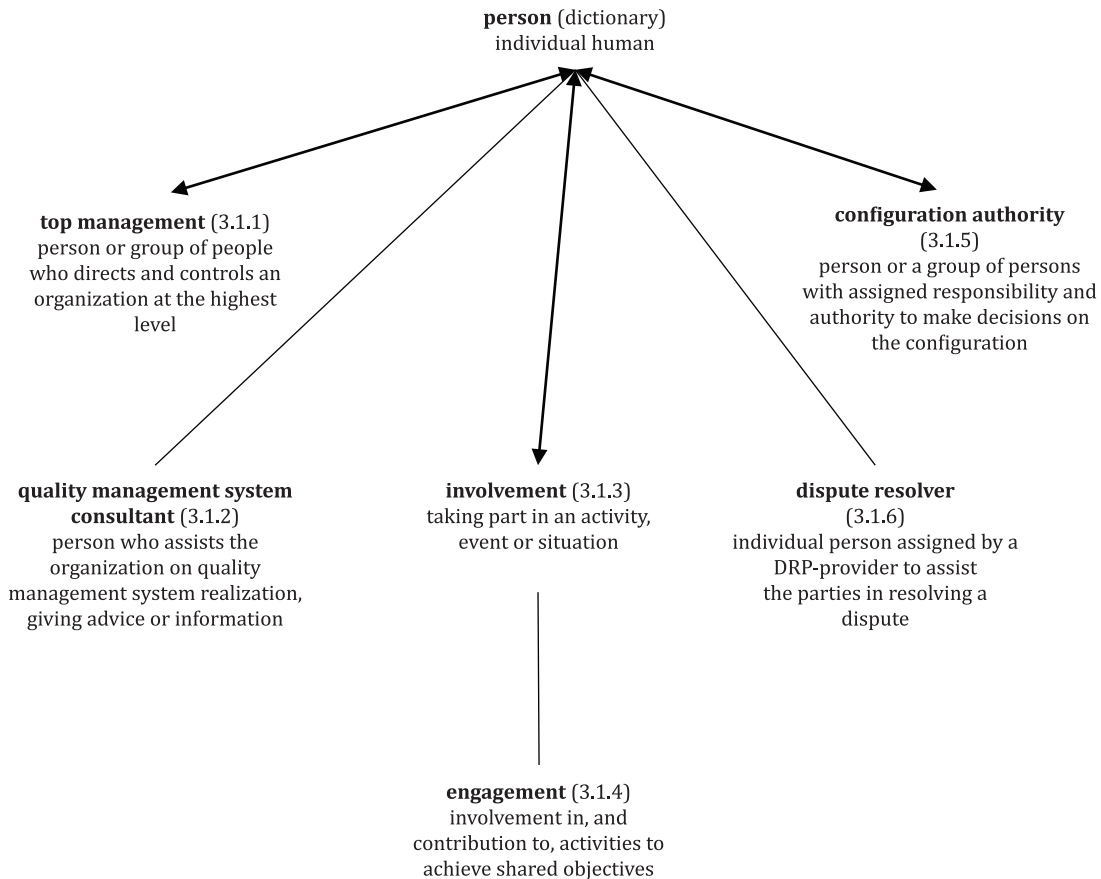 person (dictionary)
individual human
top management (3.1.1)
person or group of people
who directs and controls an
organization at the highest
level
configuration authority
(3.1.5)
person or a group of persons
with assigned responsibility and
authority to make decisions on
the configuration
quality management system
consultant (3.1.2)
person who assists the
organization on quality
management system realization,
giving advice or information
involvement (3.1.3)
taking part in an activity,
event or situation
dispute resolver
(3.1.6)
individual person assigned by a
DRP-provider to assist
the parties in resolving a
dispute
engagement (3.1.4)
involvement in, and
contribution to, activities to
achieve shared objectives